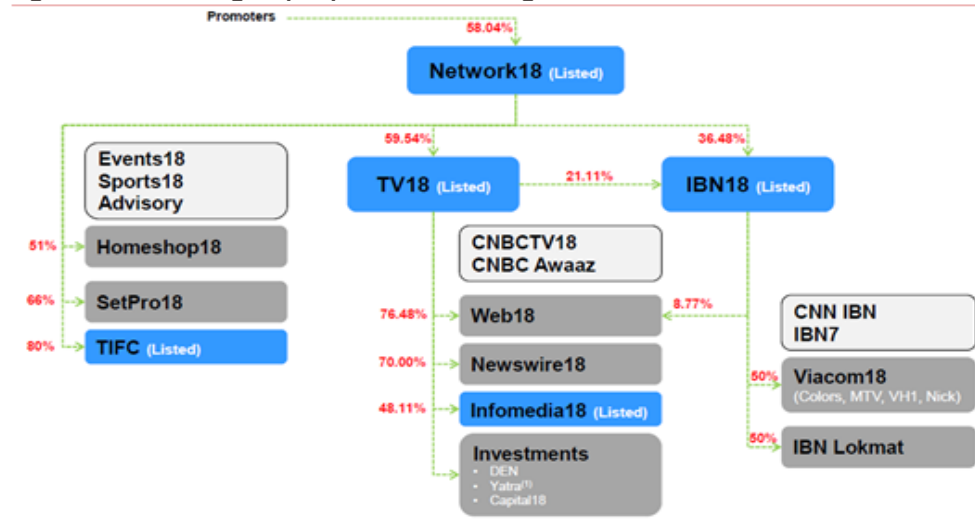 Promoters
58.04%
Network18 (Listed)
59.54%
36.48%
Events18
Sports18
Advisory
TV18 (Listed)
21.11%
IBN18 (Listed)
51%
Homeshop18
CNBCTV18
CNBC Awaaz
66%
SetPro18
76.48%
Web18
8.77%
CNN IBN
IBN7
80%
TIFC (Listed)
70.00%
Newswire18
50%
Viacom18
(Colors, MTV, VH1, Nick)
48.11%
Infomedia18 (Listed)
50%
IBN Lokmat
Investments
• DEN
• Yatra(1)
• Capital18